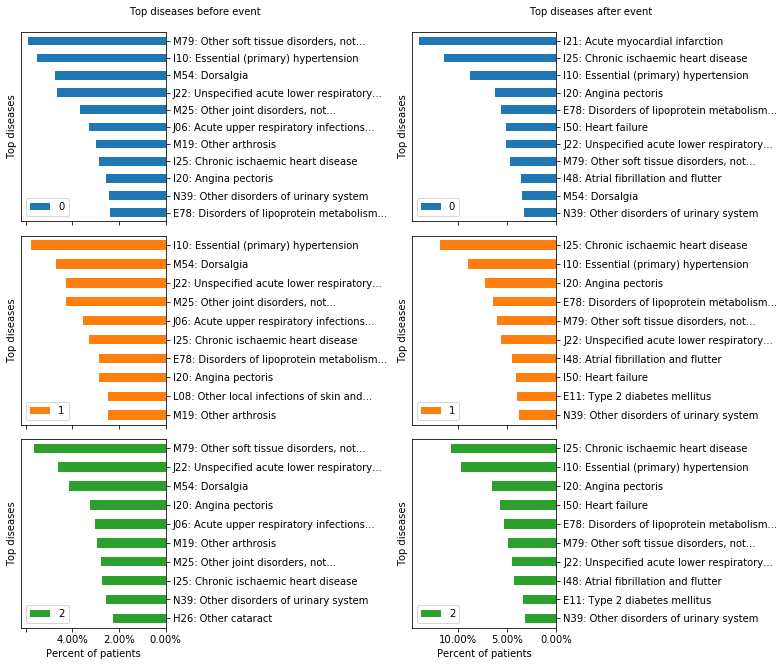 Top diseases before event
Top diseases
M79: Other soft tissue disorders, not...
I10: Essential (primary) hypertension
M54: Dorsalgia
J22: Unspecified acute lower respiratory...
M25: Other joint disorders, not...
J06: Acute upper respiratory infections...
M19: Other arthrosis
I25: Chronic ischaemic heart disease
I20: Angina pectoris
N39: Other disorders of urinary system
E78: Disorders of lipoprotein metabolism...
0
Top diseases
I10: Essential (primary) hypertension
M54: Dorsalgia
J22: Unspecified acute lower respiratory...
M25: Other joint disorders, not...
J06: Acute upper respiratory infections...
I25: Chronic ischaemic heart disease
E78: Disorders of lipoprotein metabolism...
I20: Angina pectoris
L08: Other local infections of skin and...
M19: Other arthrosis
1
Top diseases
M79: Other soft tissue disorders, not...
J22: Unspecified acute lower respiratory...
M54: Dorsalgia
I20: Angina pectoris
J06: Acute upper respiratory infections...
M19: Other arthrosis
M25: Other joint disorders, not...
I25: Chronic ischaemic heart disease
N39: Other disorders of urinary system
H26: Other cataract
2
4.00% 2.00% 0.00%
Percent of patients
Top diseases after event
Top diseases
I21: Acute myocardial infarction
I25: Chronic ischaemic heart disease
I10: Essential (primary) hypertension
I20: Angina pectoris
E78: Disorders of lipoprotein metabolism...
I50: Heart failure
J22: Unspecified acute lower respiratory...
M79: Other soft tissue disorders, not...
I48: Atrial fibrillation and flutter
M54: Dorsalgia
N39: Other disorders of urinary system
0
Top diseases
I25: Chronic ischaemic heart disease
I10: Essential (primary) hypertension
I20: Angina pectoris
E78: Disorders of lipoprotein metabolism...
M79: Other soft tissue disorders, not...
J22: Unspecified acute lower respiratory...
I48: Atrial fibrillation and flutter
I50: Heart failure
E11: Type 2 diabetes mellitus
N39: Other disorders of urinary system
1
Top diseases
I25: Chronic ischaemic heart disease
I10: Essential (primary) hypertension
I20: Angina pectoris
I50: Heart failure
E78: Disorders of lipoprotein metabolism...
M79: Other soft tissue disorders, not...
J22: Unspecified acute lower respiratory...
I48: Atrial fibrillation and flutter
E11: Type 2 diabetes mellitus
N39: Other disorders of urinary system
2
10.00% 5.00% 0.00%
Percent of patients